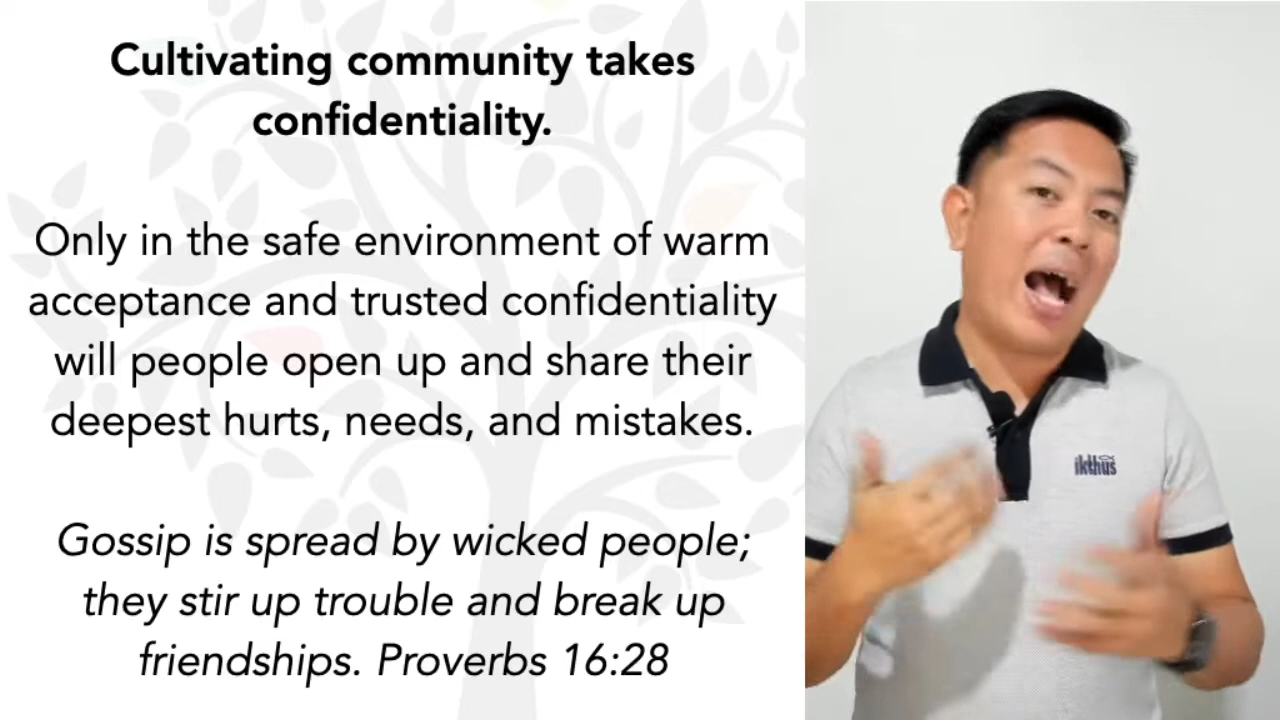 Cultivating community takes
confidentiality.
Only in the safe environment of warm
acceptance and trusted confidentiality
will people open up and share their
deepest hurts, needs, and mistakes.
Gossip is spread by wicked people;
they stir up trouble and break up
friendships. Proverbs 16:28
ikthus